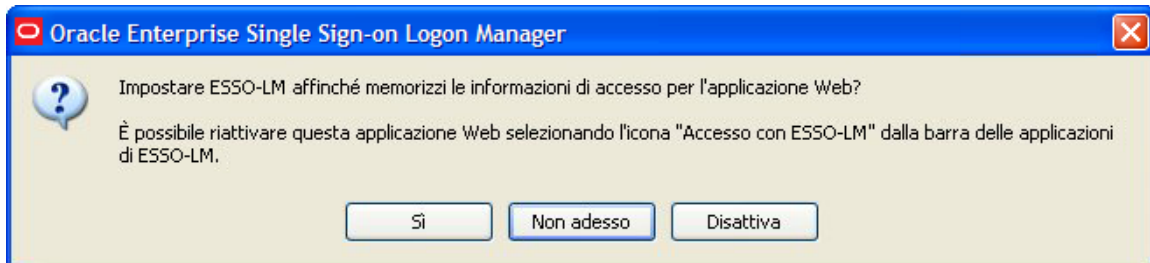 Oracle Enterprise Single Sign-on Logon Manager
Impostare ESSO-LM affinché memorizzi le informazioni di accesso per l'applicazione Web?
È possibile riattivare questa applicazione Web selezionando l'icona "Accesso con ESSO-LM" dalla barra delle applicazioni
di ESSO-LM.
Sì
Non adesso
Disattiva